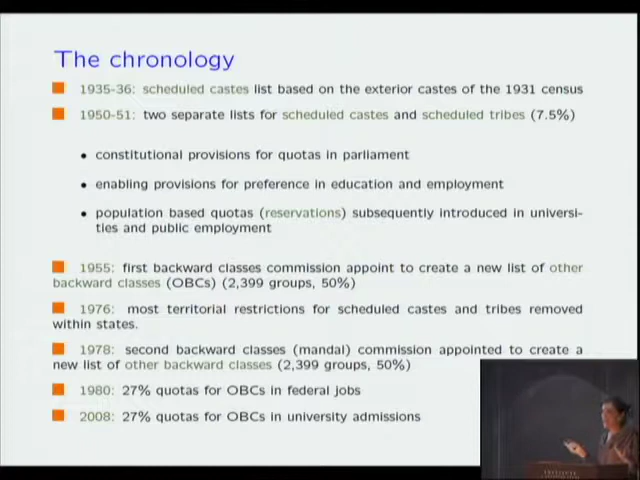 The chronology
1935-36: scheduled castes list based on the exterior castes of the 1931 census
1950-51: two separate lists for scheduled castes and scheduled tribes (7.5%)
• constitutional provisions for quotas in parliament
• enabling provisions for preference in education and employment
• population based quotas (reservations) subsequently introduced in universi-
ties and public employment
1955: first backward classes commission appoint to create a new list of other
backward classes (OBCs) (2,399 groups, 50%)
1976: most territorial restrictions for scheduled castes and tribes removed
within states.
1978: second backward classes (mandal) commission appointed to create a
new list of other backward classes (2,399 groups, 50%)
1980: 27% quotas for OBCs in federal jobs
2008: 27% quotas for OBCs in university admissions